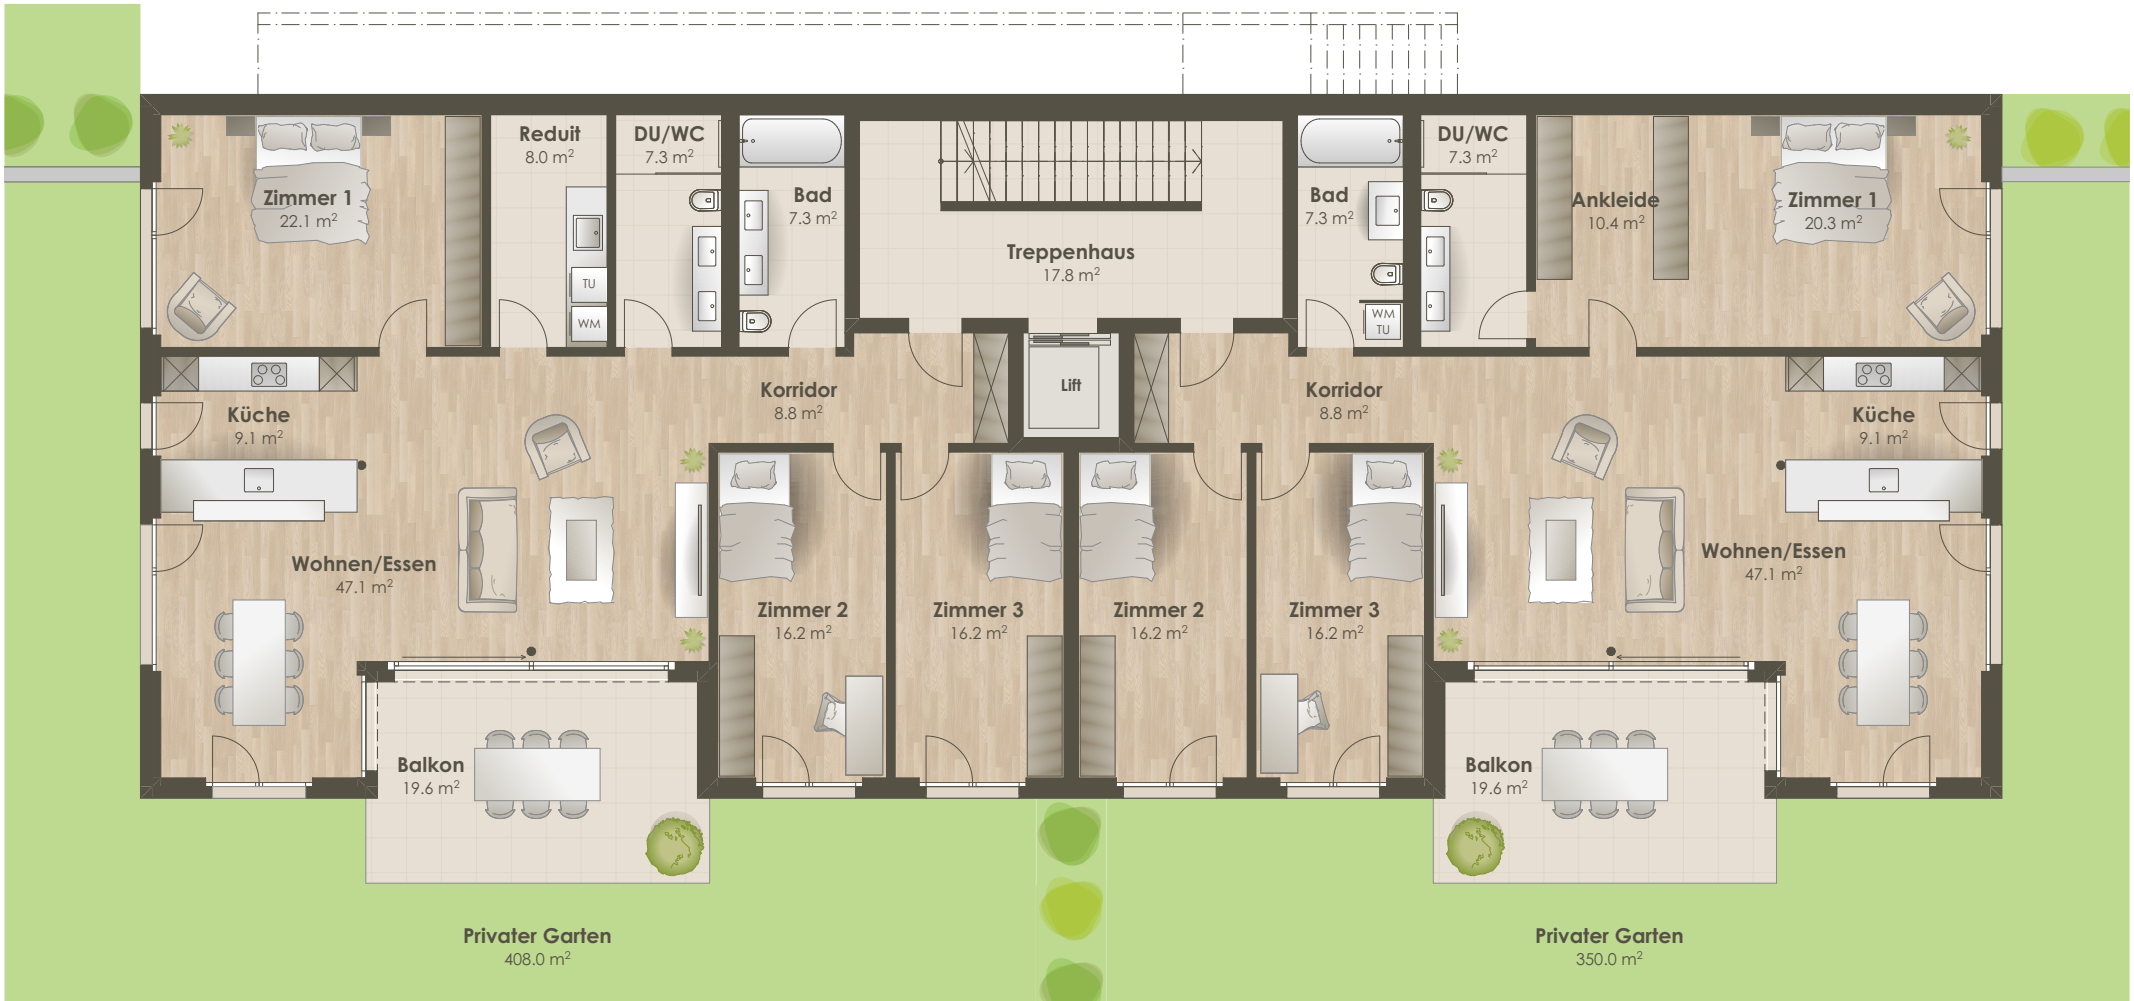 Reduit
8.0 m²
DU/WC
7.3 m²
DU/WC
7.3 m²
Zimmer 1
22.1 m²
Bad
7.3 m²
Bad
7.3 m²
Ankleide
10.4 m²
Zimmer 1
20.3 m²
Treppenhaus
17.8 m²
TU
WM
WM
TU
Lift
Korridor
8.8 m²
Korridor
8.8 m²
Küche
9.1 m²
Küche
9.1 m²
Wohnen/Essen
47.1 m²
Wohnen/Essen
47.1 m²
Zimmer 2
16.2 m²
Zimmer 3
16.2 m²
Zimmer 2
16.2 m²
Zimmer 3
16.2 m²
Balkon
19.6 m²
Balkon
19.6 m²
Privater Garten
408.0 m²
Privater Garten
350.0 m²